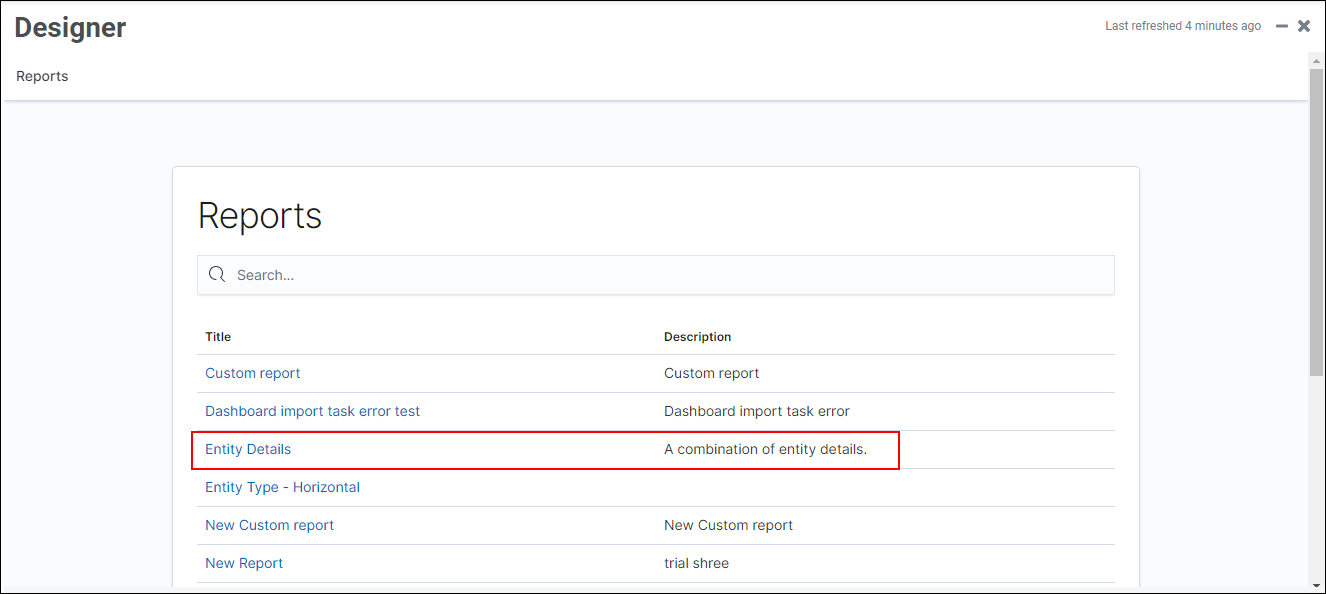 Designer
Last refreshed 4 minutes ago
Reports
Reports
Search...
Title Description
Custom report Custom report
Dashboard import task error test Dashboard import task error
Entity Details A combination of entity details.
Entity Type - Horizontal
New Custom report New Custom report
New Report trial shree